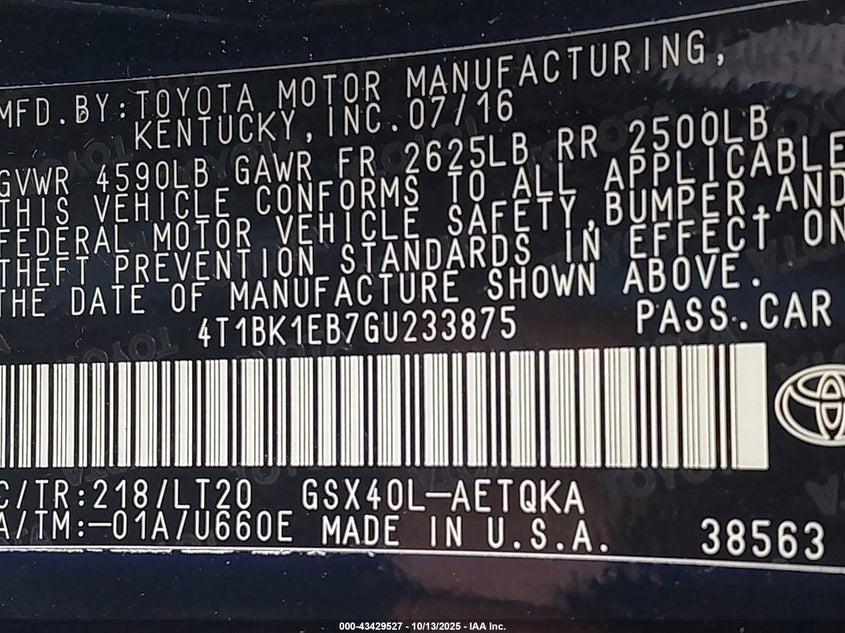 MFD.BY:TOYOTA MOTOR MANUFACTURING,
KENTUCKY,INC.07/16
GVWR 4590LB GAWR FR 2625LB RR 2500LB
THIS VEHICLE CONFORMS TO ALL APPLICABLE
FEDERAL MOTOR VEHICLE SAFETY,BUMPER,AND
THEFT PREVENTION STANDARDS IN EFFECT ON
THE DATE OF MANUFACTURE SHOWN ABOVE.
4T1BK1EB7GU233875 PASS.CAR
C/TR:218/LT20 GSX40L-AETQKA
A/TM:-01A/U660E MADE IN U.S.A. 38563
000-43429527 - 10/13/2025 - IAA Inc.